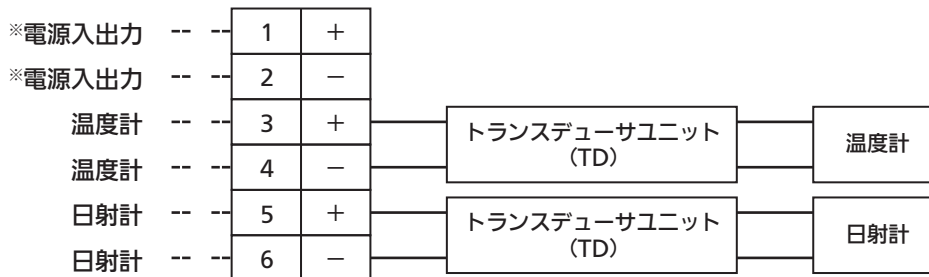 ※電源入出力 -- -- 1 +
※電源入出力 -- -- 2 −
温度計 -- -- 3 +
トランスデューサユニット
(TD)
温度計
温度計 -- -- 4 −
日射計 -- -- 5 +
トランスデューサユニット
(TD)
日射計
日射計 -- -- 6 −